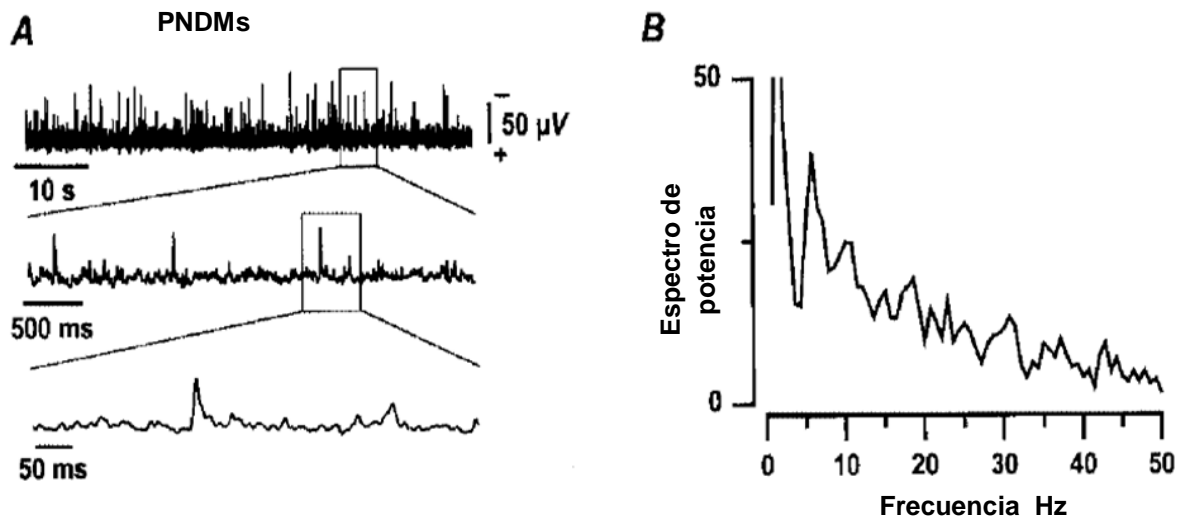 A
PNDMs
50 μV
10 s
500 ms
50 ms
B
Espectro de
potencia
50
0
0 10 20 30 40 50
Frecuencia Hz